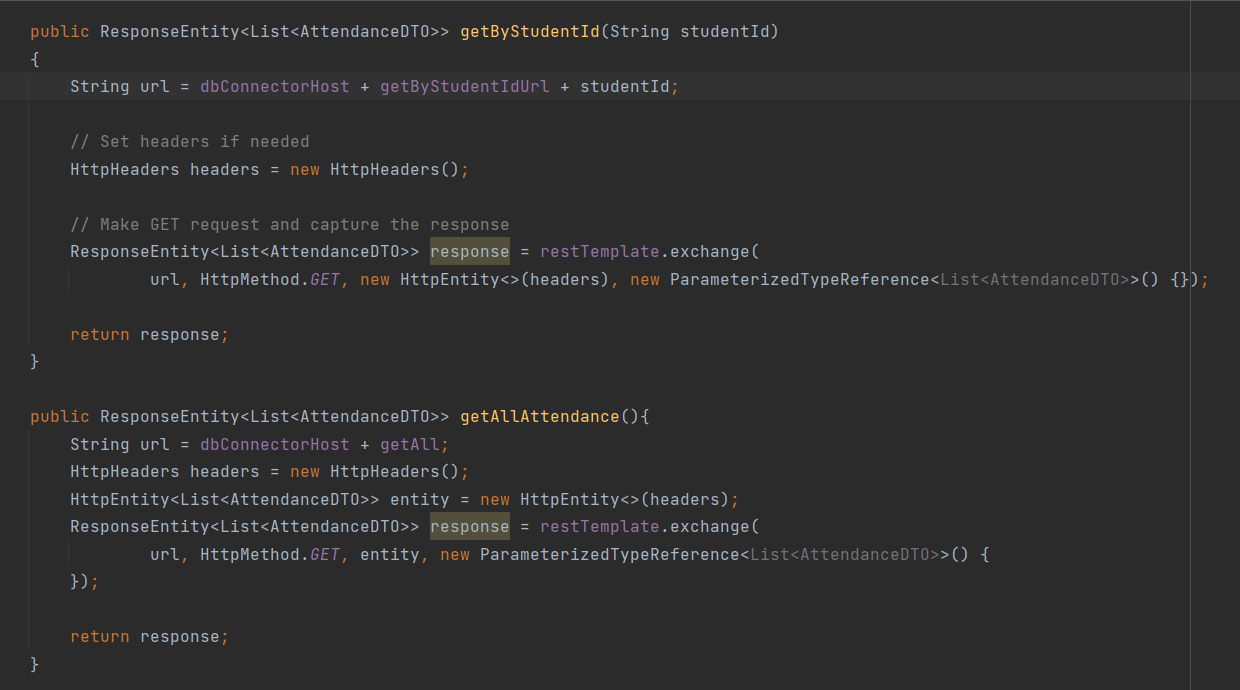 public ResponseEntity<List<AttendanceDTO>> getByStudentId(String studentId)
{
String url = dbConnectorHost + getByStudentIdUrl + studentId;
// Set headers if needed
HttpHeaders headers = new HttpHeaders();
// Make GET request and capture the response
ResponseEntity<List<AttendanceDTO>> response = restTemplate.exchange(
url, HttpMethod.GET, new HttpEntity<>(headers), new ParameterizedTypeReference<List<AttendanceDTO>>() {});
return response;
}
public ResponseEntity<List<AttendanceDTO>> getAllAttendance(){
String url = dbConnectorHost + getAll;
HttpHeaders headers = new HttpHeaders();
HttpEntity<List<AttendanceDTO>> entity = new HttpEntity<>(headers);
ResponseEntity<List<AttendanceDTO>> response = restTemplate.exchange(
url, HttpMethod.GET, entity, new ParameterizedTypeReference<List<AttendanceDTO>>() {
});
return response;
}